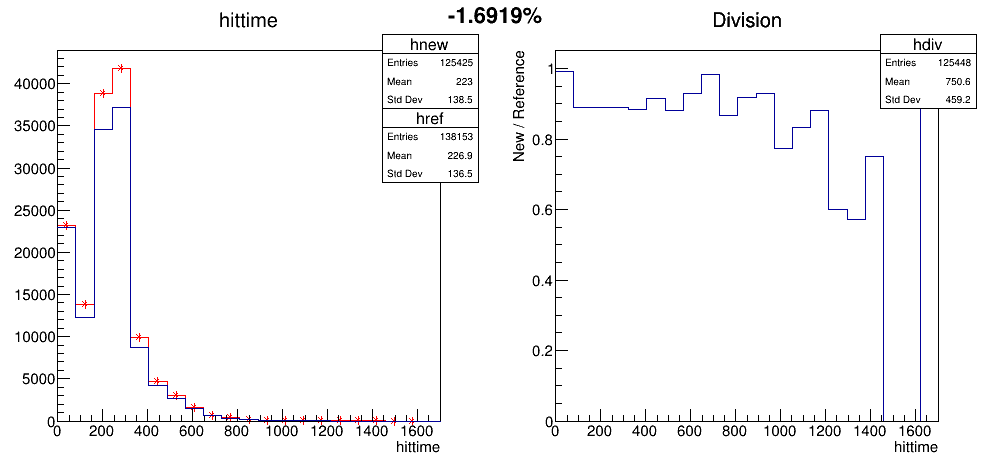 -1.6919%
hittime
hnew
Entries 125425
Mean 223
Std Dev 138.5
href
Entries 138153
Mean 226.9
Std Dev 136.5
40000
35000
30000
25000
20000
15000
10000
5000
0
0 200 400 600 800 1000 1200 1400 1600
hittime
Division
hdiv
Entries 125448
Mean 750.6
Std Dev 459.2
New / Reference
1
0.8
0.6
0.4
0.2
0
0 200 400 600 800 1000 1200 1400 1600
hittime